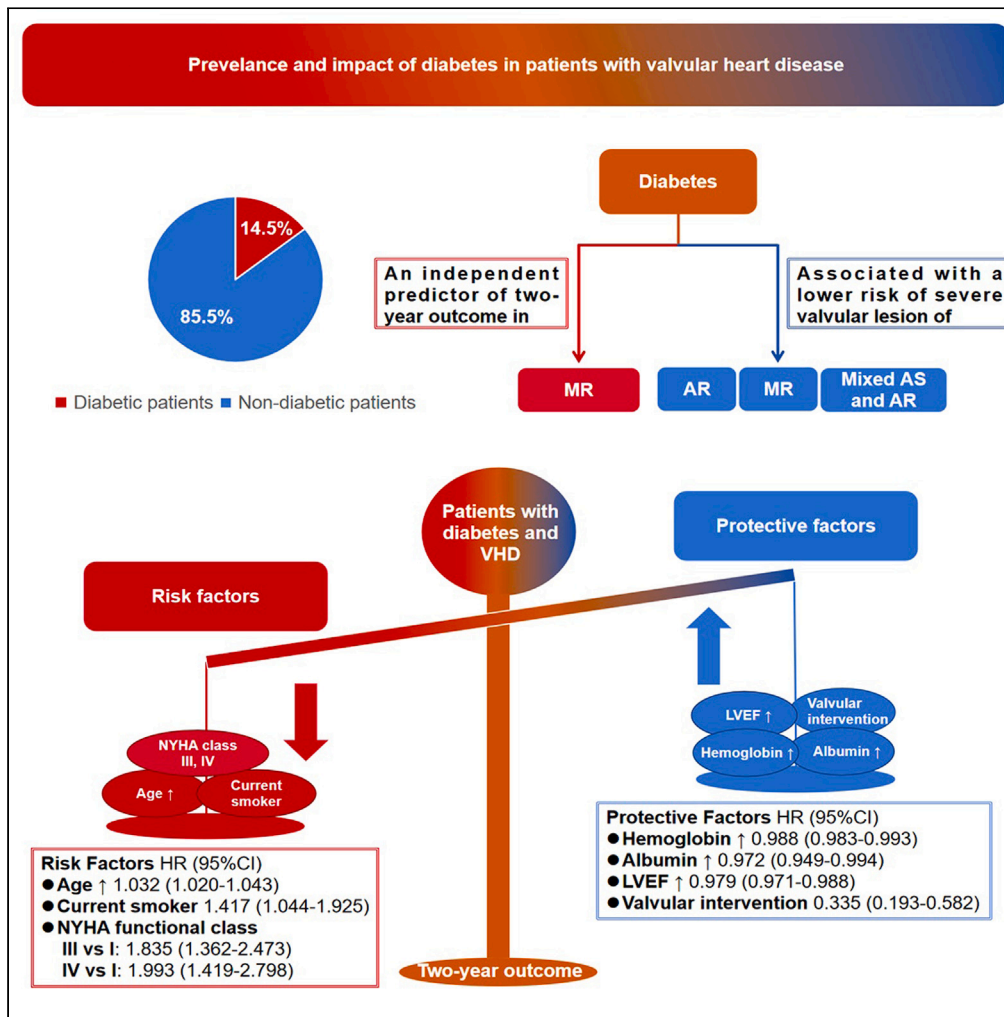 Prevelance and impact of diabetes in patients with valvular heart disease
14.5%
85.5%
Diabetic patients
Non-diabetic patients
Diabetes
An independent
predictor of two-
year outcome in
Associated with a
lower risk of severe
valvular lesion of
MR
AR
MR
Mixed AS
and AR
Patients with
diabetes and
VHD
Risk factors
Protective factors
NYHA class
III, IV
Age ↑
Current
smoker
LVEF ↑
Valvular
intervention
Hemoglobin ↑
Albumin ↑
Risk Factors HR (95%CI)
●Age ↑ 1.032 (1.020-1.043)
●Current smoker 1.417 (1.044-1.925)
●NYHA functional class
III vs I: 1.835 (1.362-2.473)
IV vs I: 1.993 (1.419-2.798)
Protective Factors HR (95%CI)
●Hemoglobin ↑ 0.988 (0.983-0.993)
●Albumin ↑ 0.972 (0.949-0.994)
●LVEF ↑ 0.979 (0.971-0.988)
●Valvular intervention 0.335 (0.193-0.582)
Two-year outcome